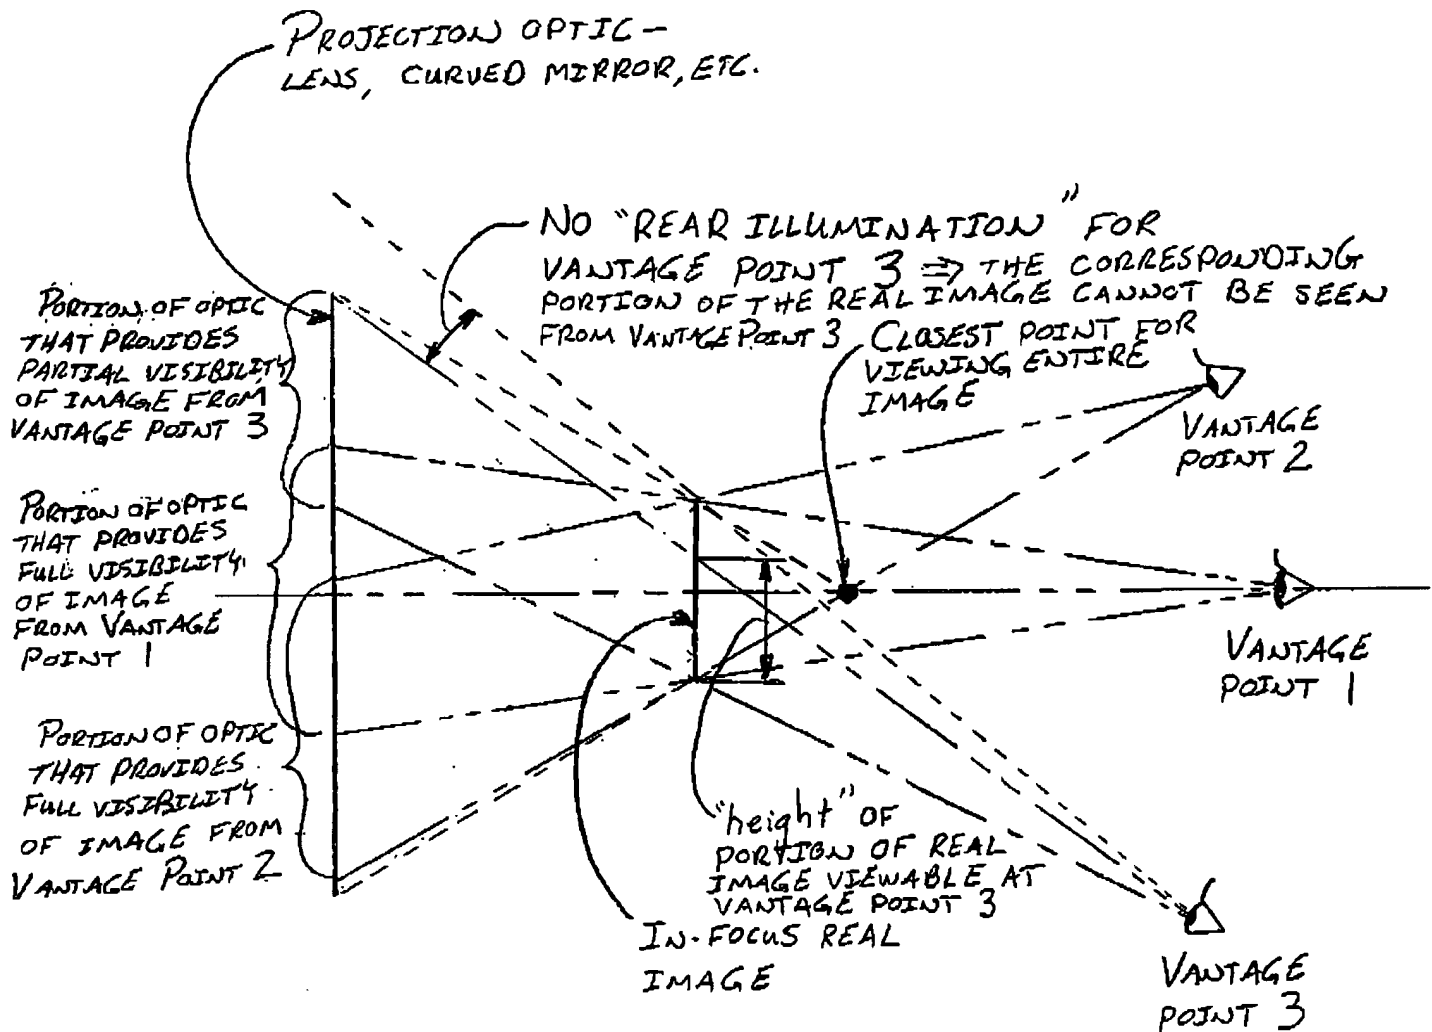 PROJECTION OPTIC -
LENS, CURVED MIRROR, ETC.
NO "REAR ILLUMINATION" FOR
VANTAGE POINT 3 ⇒ THE CORRESPONDING
PORTION OF THE REAL IMAGE CANNOT BE SEEN
FROM VANTAGE POINT 3
CLOSEST POINT FOR
VIEWING ENTIRE
IMAGE
PORTION OF OPTIC
THAT PROVIDES
PARTIAL VISIBILITY
OF IMAGE FROM
VANTAGE POINT 3
VANTAGE
POINT 2
PORTION OF OPTIC
THAT PROVIDES
FULL VISIBILITY
OF IMAGE
FROM VANTAGE
POINT 1
VANTAGE
POINT 1
PORTION OF OPTIC
THAT PROVIDES
FULL VISIBILITY
OF IMAGE FROM
VANTAGE POINT 2
"height" OF
PORTION OF REAL
IMAGE VIEWABLE AT
VANTAGE POINT 3
IN-FOCUS REAL
IMAGE
VANTAGE
POINT 3